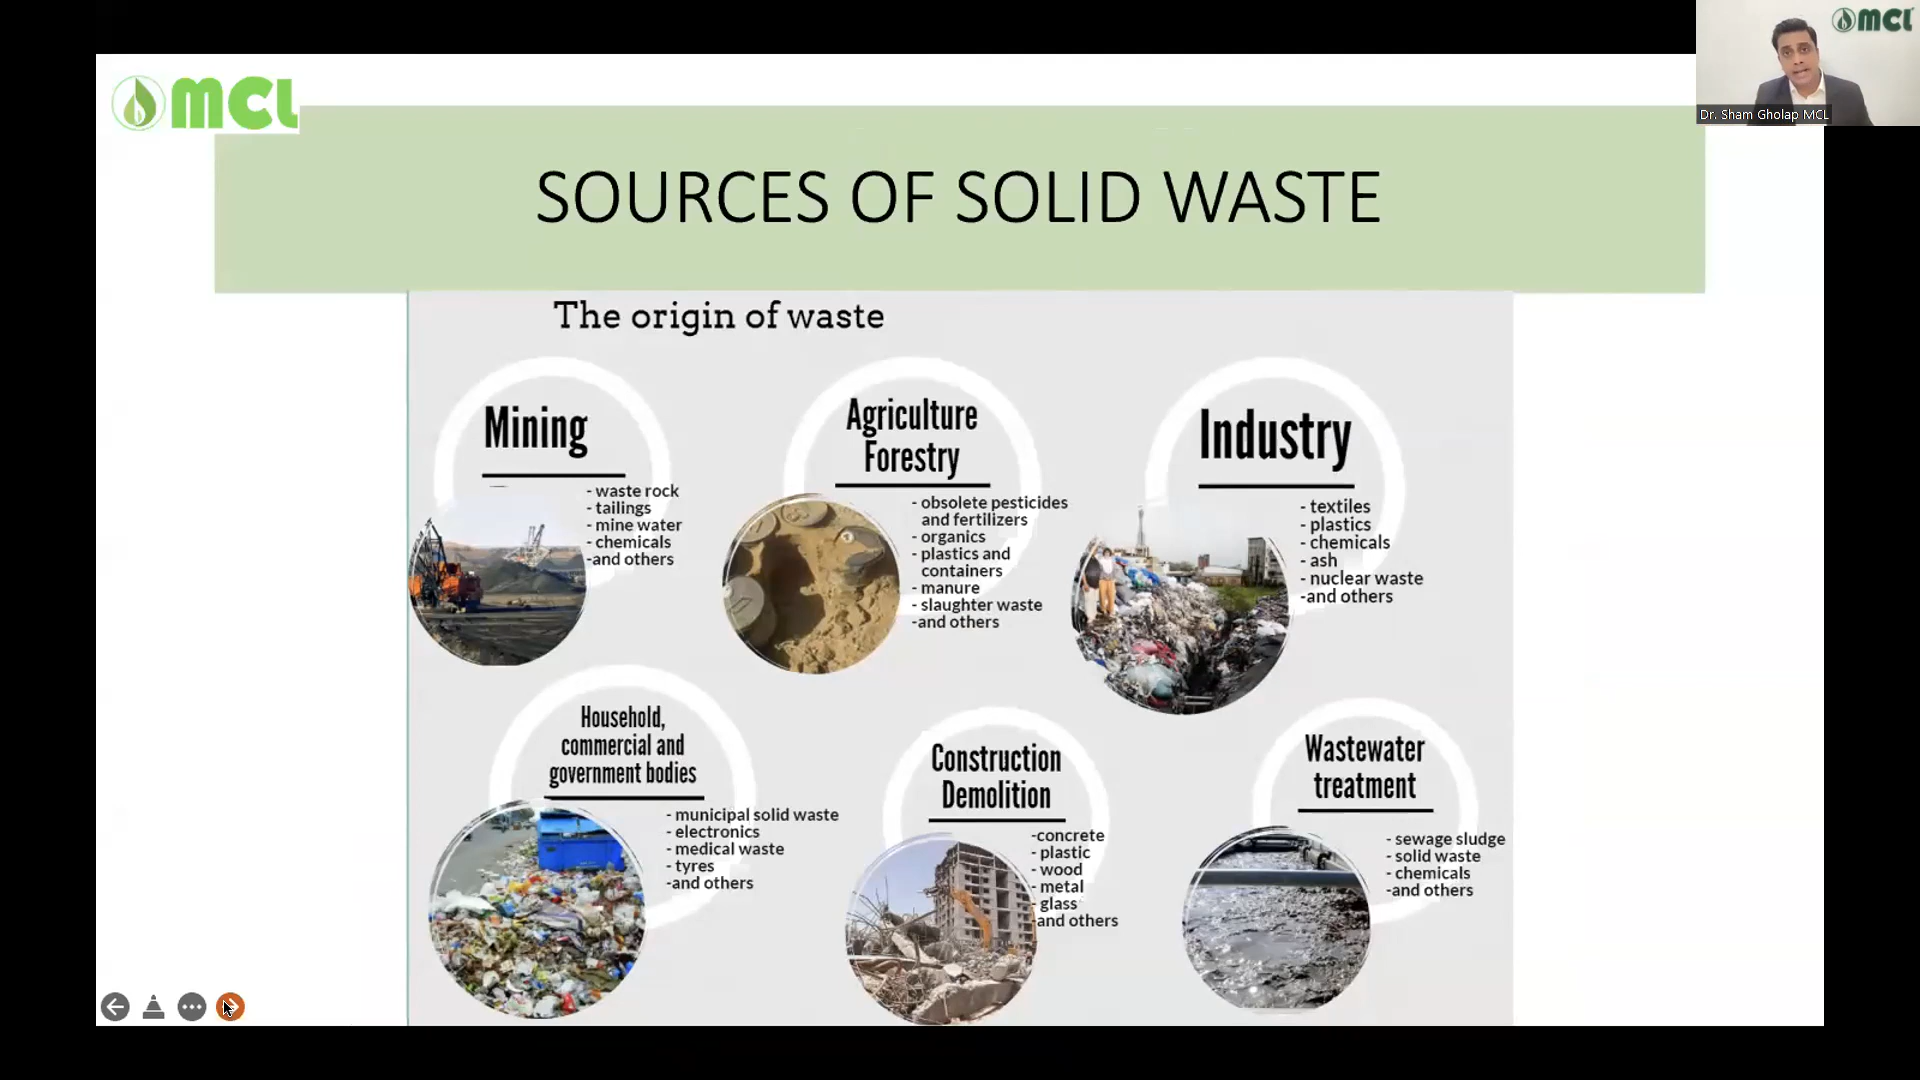 MCL
MCL
Dr. Sham Gholap MCL
SOURCES OF SOLID WASTE
The origin of waste
Mining
- waste rock
- tailings
- mine water
- chemicals
-and others
Agriculture
Forestry
- obsolete pesticides
and fertilizers
- organics
- plastics and
containers
- manure
- slaughter waste
-and others
Industry
- textiles
- plastics
- chemicals
- ash
- nuclear waste
-and others
Household,
commercial and
government bodies
- municipal solid waste
- electronics
- medical waste
- tyres
-and others
Construction
Demolition
-concrete
- plastic
- wood
- metal
- glass
-and others
Wastewater
treatment
- sewage sludge
- solid waste
- chemicals
-and others